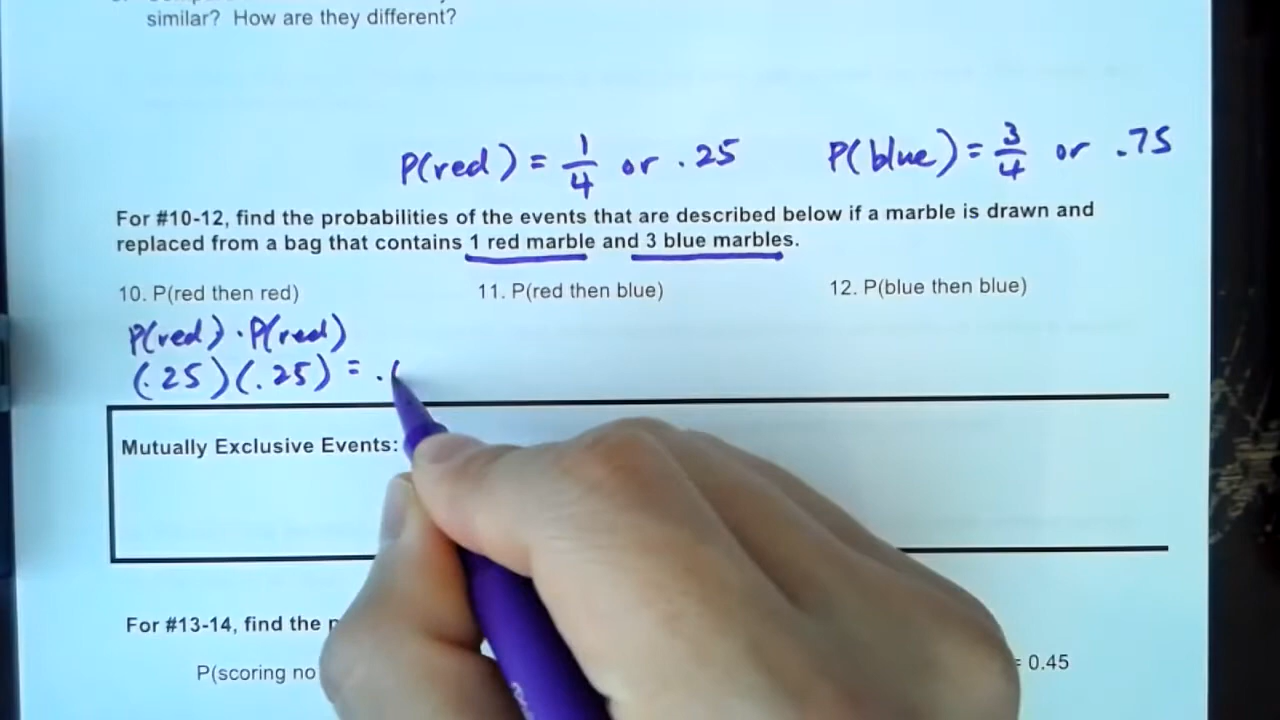 similar? How are they different?
P(red) = 1/4 or .25 P(blue) = 3/4 or .75
For #10-12, find the probabilities of the events that are described below if a marble is drawn and
replaced from a bag that contains 1 red marble and 3 blue marbles.
10. P(red then red) 11. P(red then blue) 12. P(blue then blue)
P(red) · P(red)
(.25)(.25) = .
Mutually Exclusive Events:
For #13-14, find the
P(scoring no = 0.45